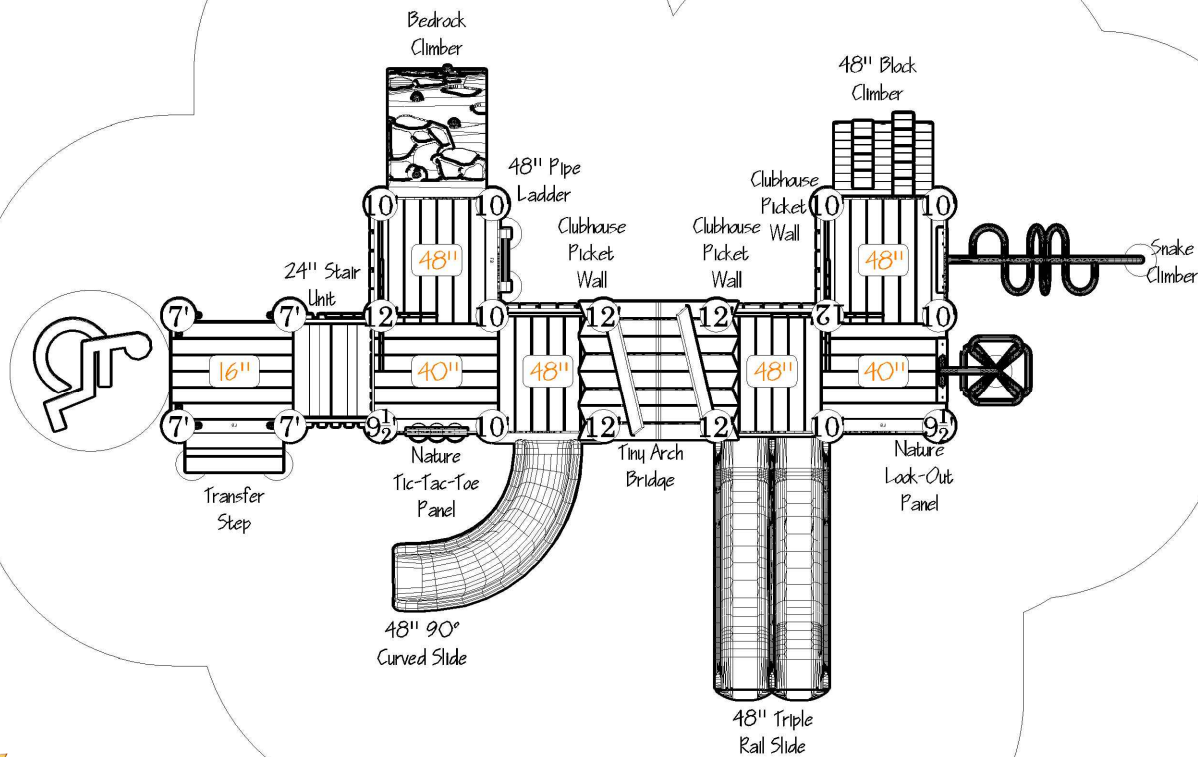 Bedrock
Climber
48" Block
Climber
48" Pipe
Ladder
Clubhouse
Picket
Wall
Clubhouse
Picket
Wall
Clubhouse
Picket
Wall
24" Stair
Unit
Snake
Climber
10'
10'
10'
10
48"
48"
7'
7'
12
10
12'
12'
12
10
16"
40"
48"
48"
40"
7'
7'
9½'
10'
12'
12'
10
9½'
Transfer
Step
Nature
Tic-Tac-Toe
Panel
Tiny Arch
Bridge
Nature
Look-Out
Panel
48" 90°
Curved Slide
48" Triple
Rail Slide